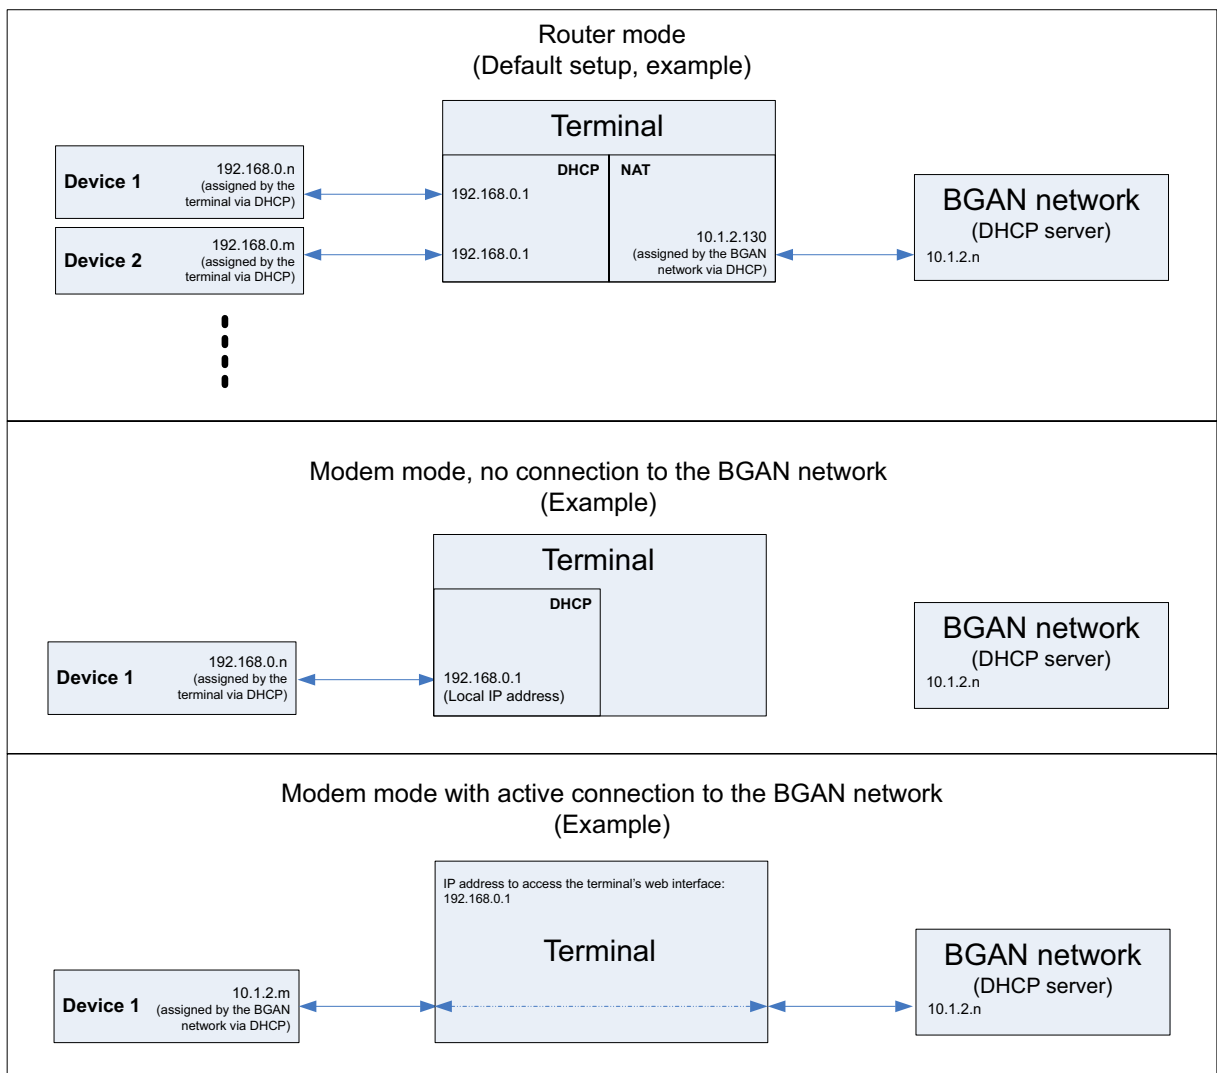 Router mode
(Default setup, example)
Terminal
Device 1
192.168.0.n
(assigned by the
terminal via DHCP)
DHCP
192.168.0.1
NAT
Device 2
192.168.0.m
(assigned by the
terminal via DHCP)
192.168.0.1
10.1.2.130
(assigned by the BGAN
network via DHCP)
BGAN network
(DHCP server)
10.1.2.n
Modem mode, no connection to the BGAN network
(Example)
Terminal
DHCP
Device 1
192.168.0.n
(assigned by the
terminal via DHCP)
192.168.0.1
(Local IP address)
BGAN network
(DHCP server)
10.1.2.n
Modem mode with active connection to the BGAN network
(Example)
IP address to access the terminal's web interface:
192.168.0.1
Terminal
Device 1
10.1.2.m
(assigned by the BGAN
network via DHCP)
BGAN network
(DHCP server)
10.1.2.n